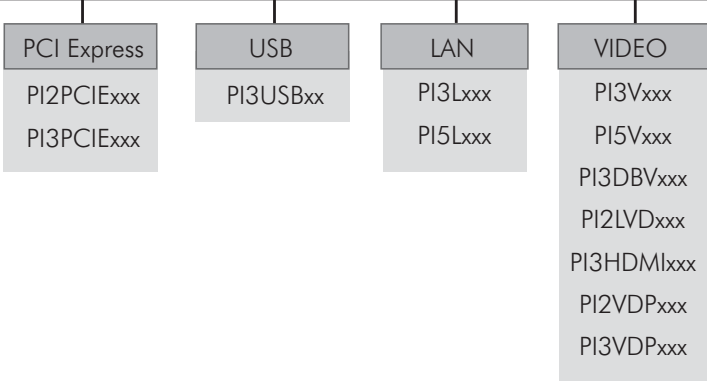 PCI Express
PI2PCIExxx
PI3PCIExxx
USB
PI3USBxx
LAN
PI3Lxxx
PI5Lxxx
VIDEO
PI3Vxxx
PI5Vxxx
PI3DBVxxx
PI2LVDxxx
PI3HDMIxxx
PI2VDPxxx
PI3VDPxxx